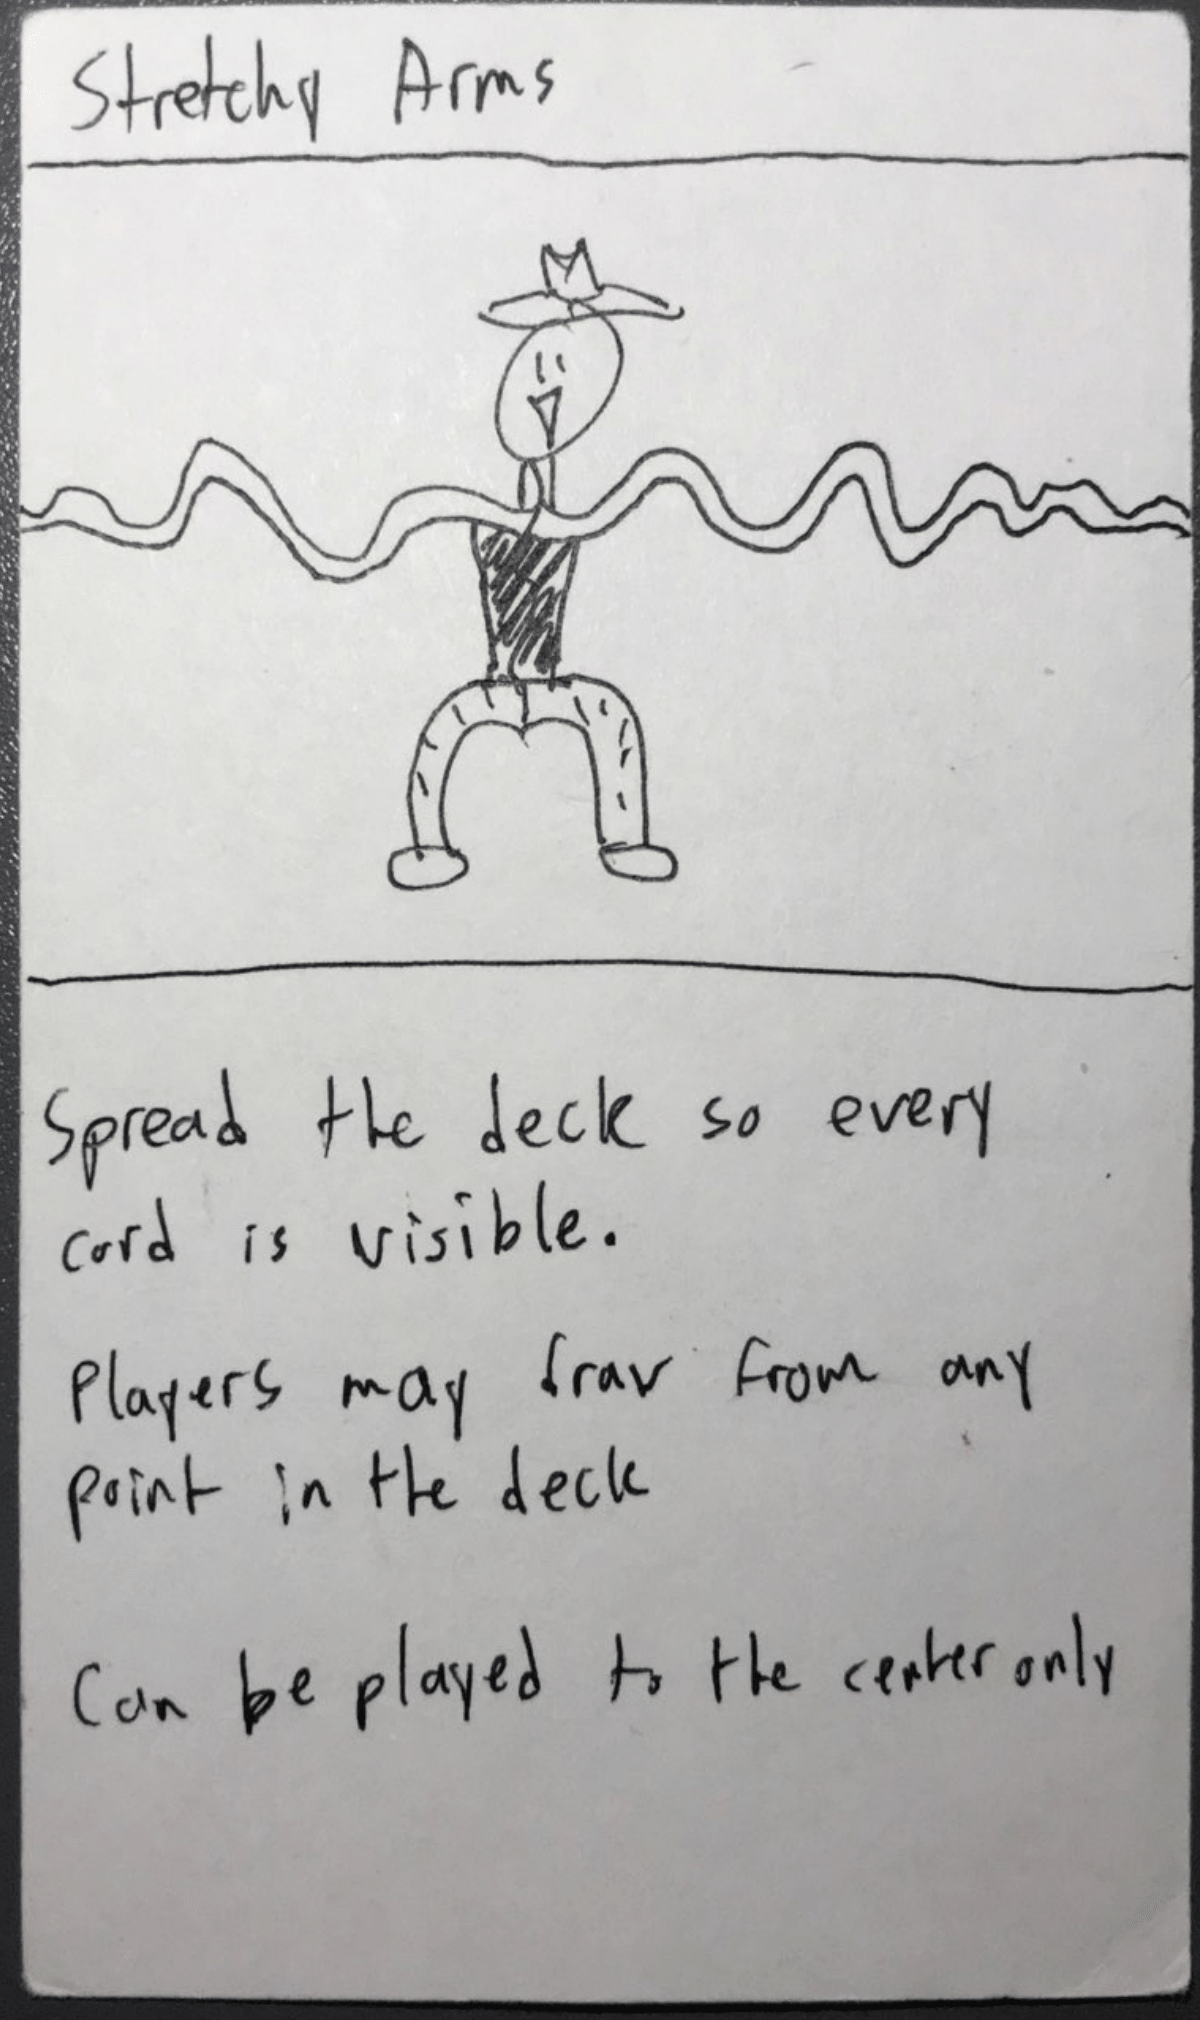 Stretchy Arms
Spread the deck so every
card is visible.
Players may draw from any
point in the deck
Can be played to the center only